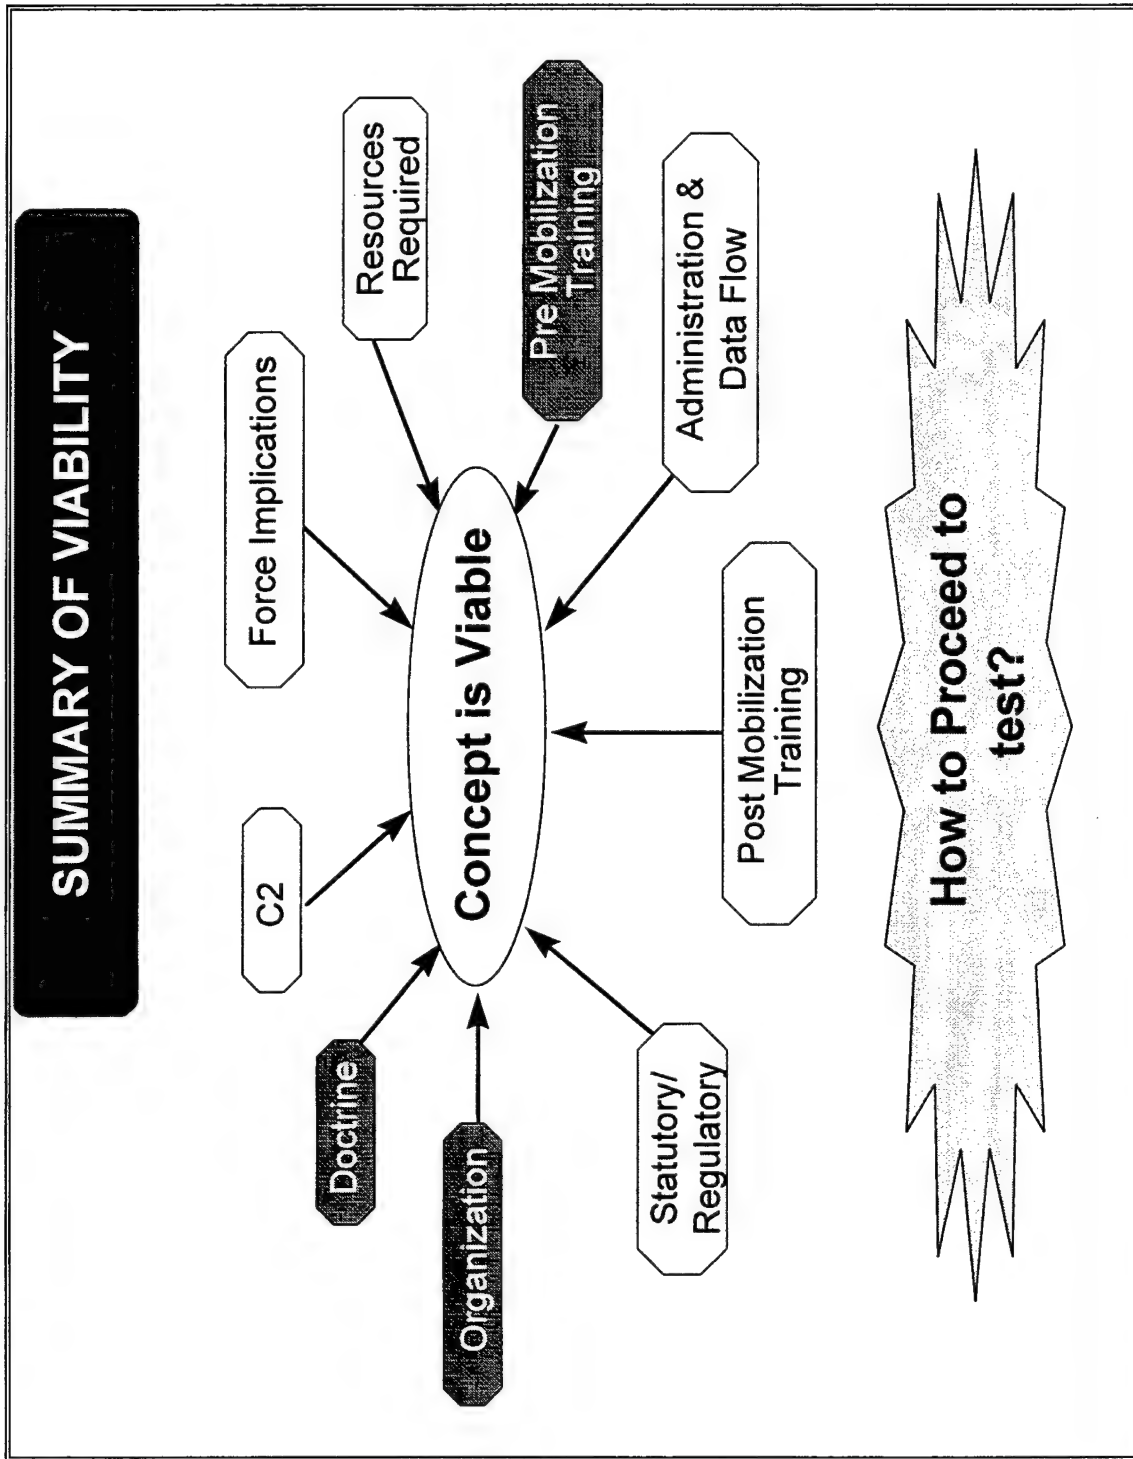 SUMMARY OF VIABILITY
C2
Force Implications
Doctrine
Resources
Required
Organization
Concept is Viable
Pre Mobilization
Training
Statutory/
Regulatory
Post Mobilization
Training
Administration &
Data Flow
How to Proceed to
test?